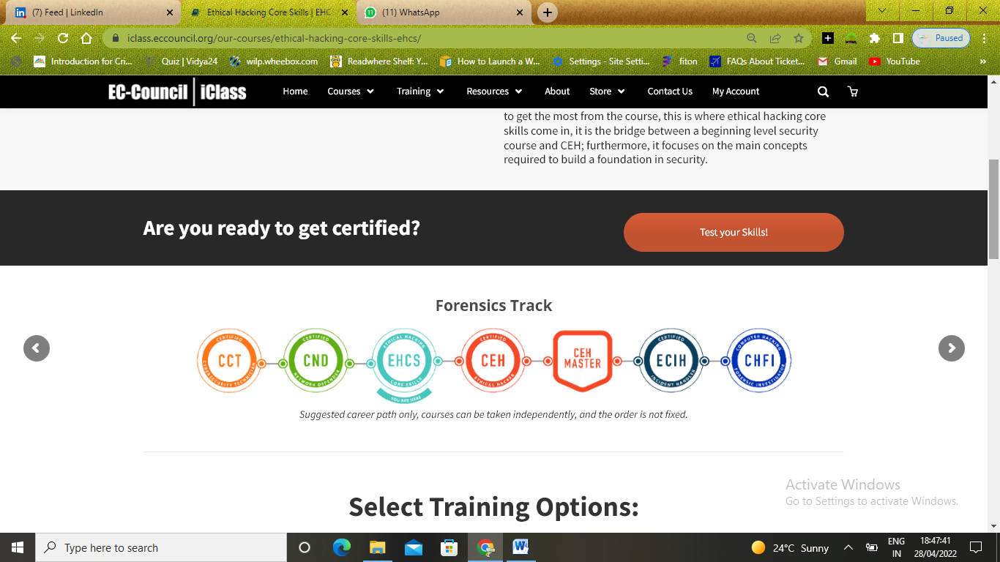 (7) Feed | LinkedIn
Ethical Hacking Core Skills | EHC
11
(11) WhatsApp
iclass.eccouncil.org/our-courses/ethical-hacking-core-skills-ehcs/
Paused
Introduction for Cri...
Quiz | Vidya24
wilp.wheebox.com
Readwhere Shelf: Y...
How to Launch a W...
Settings - Site Setti...
fiton
FAQs About Ticket...
Gmail
YouTube
EC-Council | iClass
Home
Courses
Training
Resources
About
Store
Contact Us
My Account
to get the most from the course, this is where ethical hacking core
skills come in, it is the bridge between a beginning level security
course and CEH; furthermore, it focuses on the main concepts
required to build a foundation in security.
Are you ready to get certified?
Test your Skills!
Forensics Track
CERTIFIED
CCT
CYBERSECURITY TECHNICIAN
CERTIFIED
CND
NETWORK DEFENDER
ETHICAL HACKING
EHCS
CORE SKILLS
YOU ARE HERE
CERTIFIED
CEH
ETHICAL HACKER
CEH
MASTER
CERTIFIED
ECIH
INCIDENT HANDLER
COMPUTER HACKING
CHFI
FORENSIC INVESTIGATOR
Suggested career path only, courses can be taken independently, and the order is not fixed.
Select Training Options:
Activate Windows
Go to Settings to activate Windows.
Type here to search
24°C Sunny
ENG
IN
18:47:41
28/04/2022